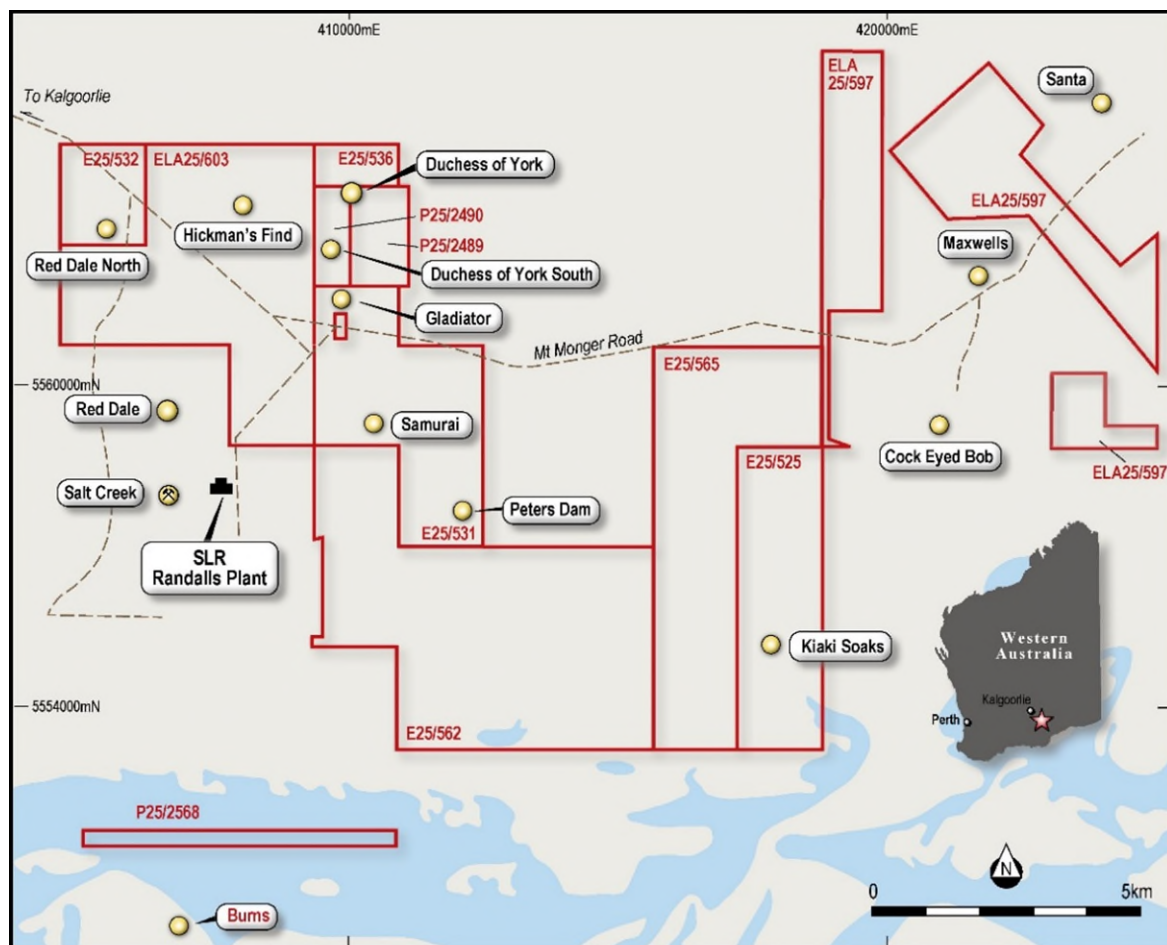 410000mE
420000mE
To Kalgoorlie
ELA
25/597
Santa
E25/532
ELA25/603
E25/536
Duchess of York
P25/2490
ELA25/597
Hickman's Find
P25/2489
Maxwells
Red Dale North
Duchess of York South
Gladiator
Mt Monger Road
E25/565
5560000mN
Red Dale
Samurai
E25/525
Cock Eyed Bob
ELA25/597
Salt Creek
Peters Dam
E25/531
SLR
Randalls Plant
Kiaki Soaks
Western
Australia
Kalgoorlie
Perth
5554000mN
E25/562
P25/2568
N
0
5km
Burns